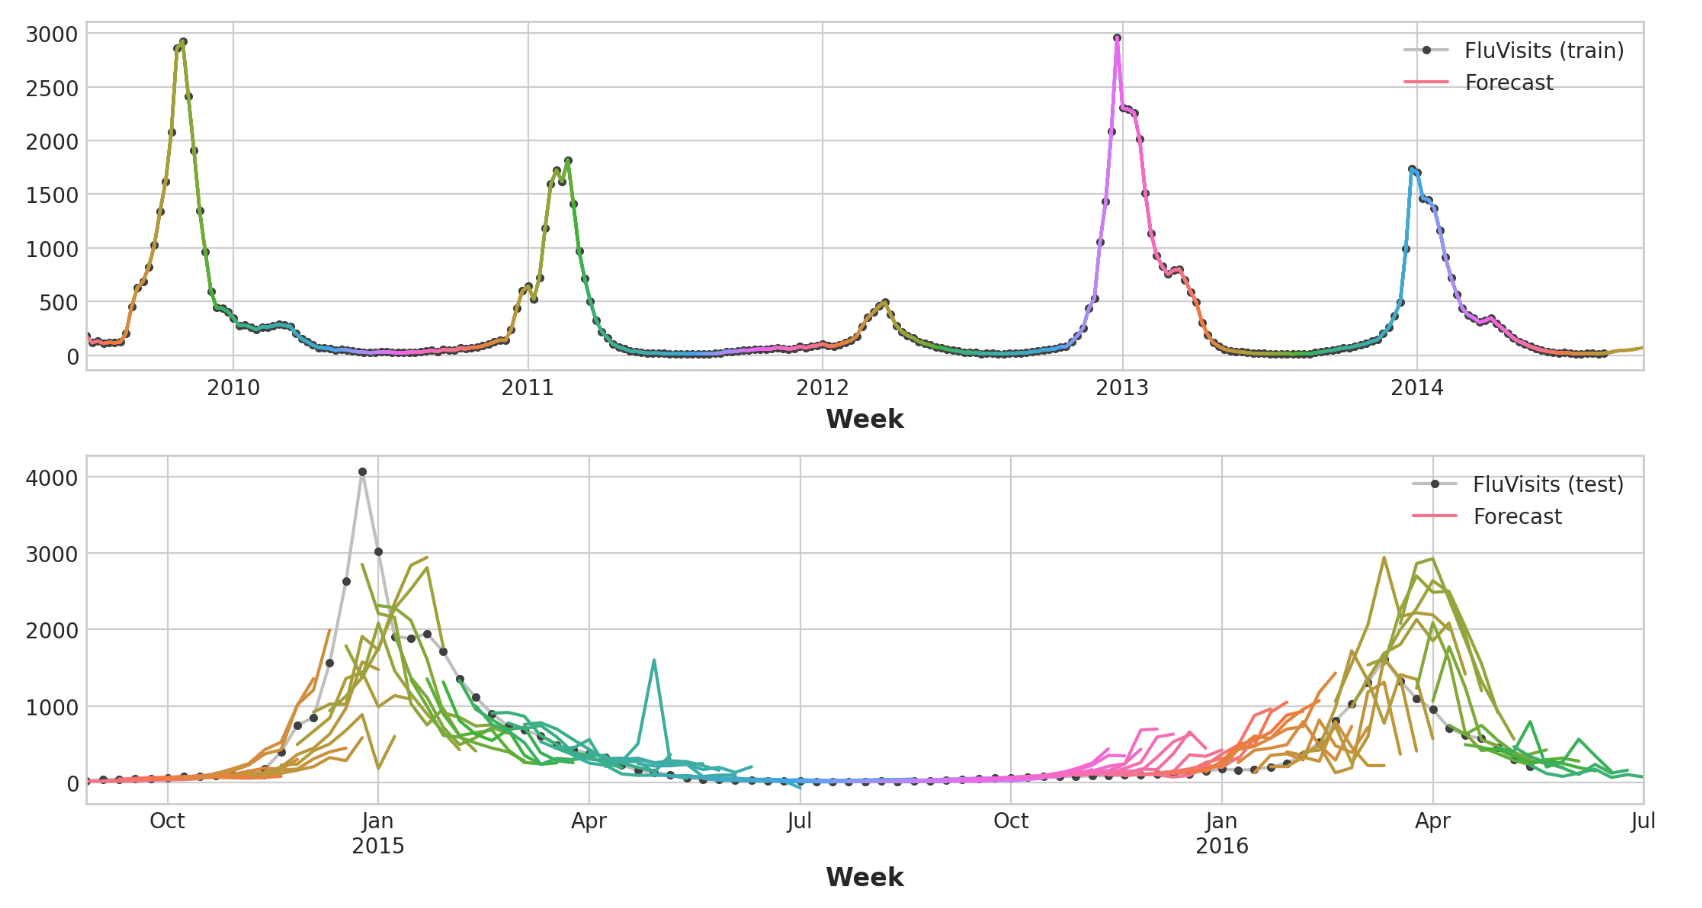 3000
2500
2000
1500
1000
500
0
FluVisits (train)
Forecast
2010 2011 2012 2013 2014
Week
4000
3000
2000
1000
0
FluVisits (test)
Forecast
Oct Jan Apr Jul Oct Jan Apr Jul
2015 2016
Week